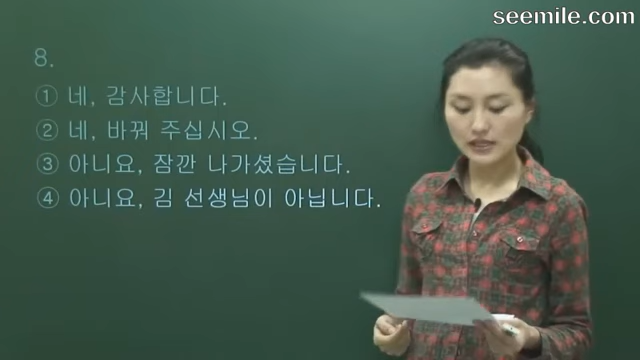 seemile.com
8.
① 네, 감사합니다.
② 네, 바꿔 주십시오.
③ 아니요, 잠깐 나가셨습니다.
④ 아니요, 김 선생님이 아닙니다.